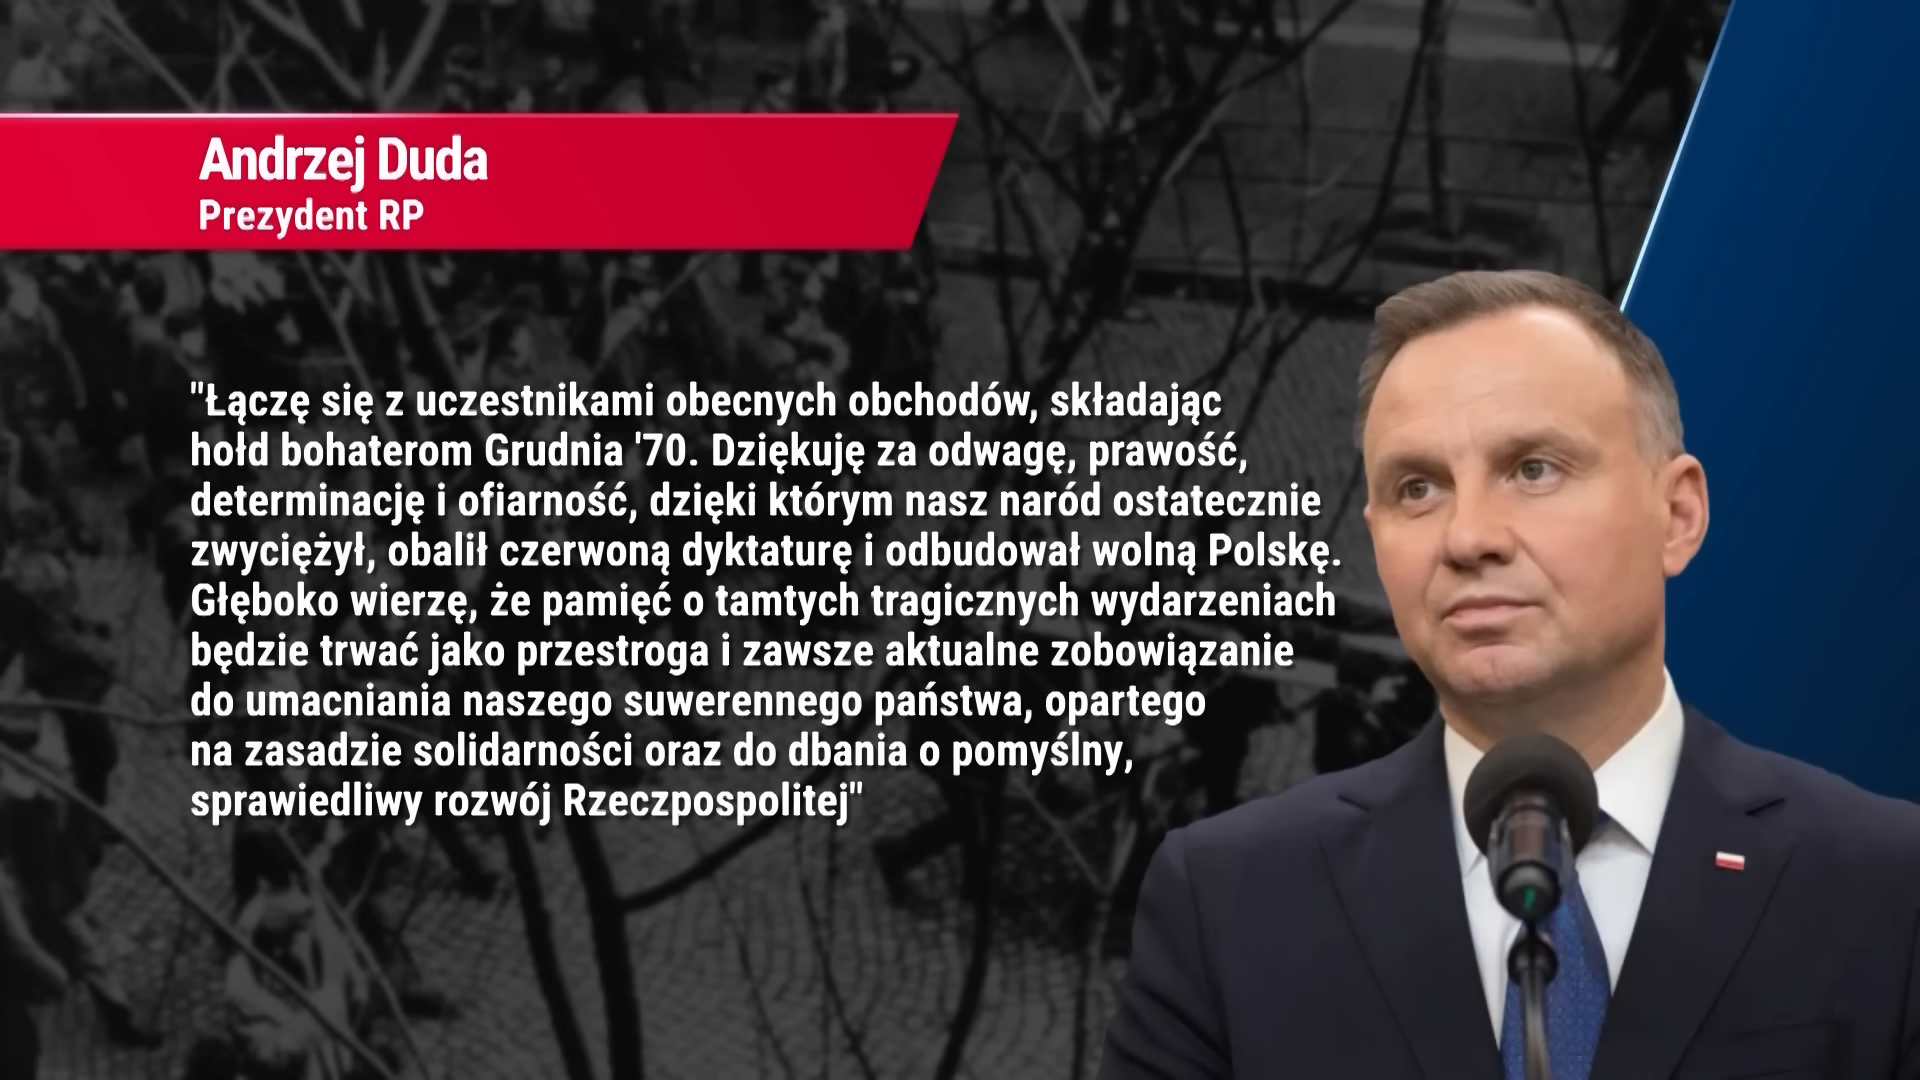 Andrzej Duda
Prezydent RP
"Łączę się z uczestnikami obecnych obchodów, składając
hołd bohaterom Grudnia '70. Dziękuję za odwagę, prawość,
determinację i ofiarność, dzięki którym nasz naród ostatecznie
zwyciężył, obalił czerwoną dyktaturę i odbudował wolną Polskę.
Głęboko wierzę, że pamięć o tamtych tragicznych wydarzeniach
będzie trwać jako przestroga i zawsze aktualne zobowiązanie
do umacniania naszego suwerennego państwa, opartego
na zasadzie solidarności oraz do dbania o pomyślny,
sprawiedliwy rozwój Rzeczpospolitej"